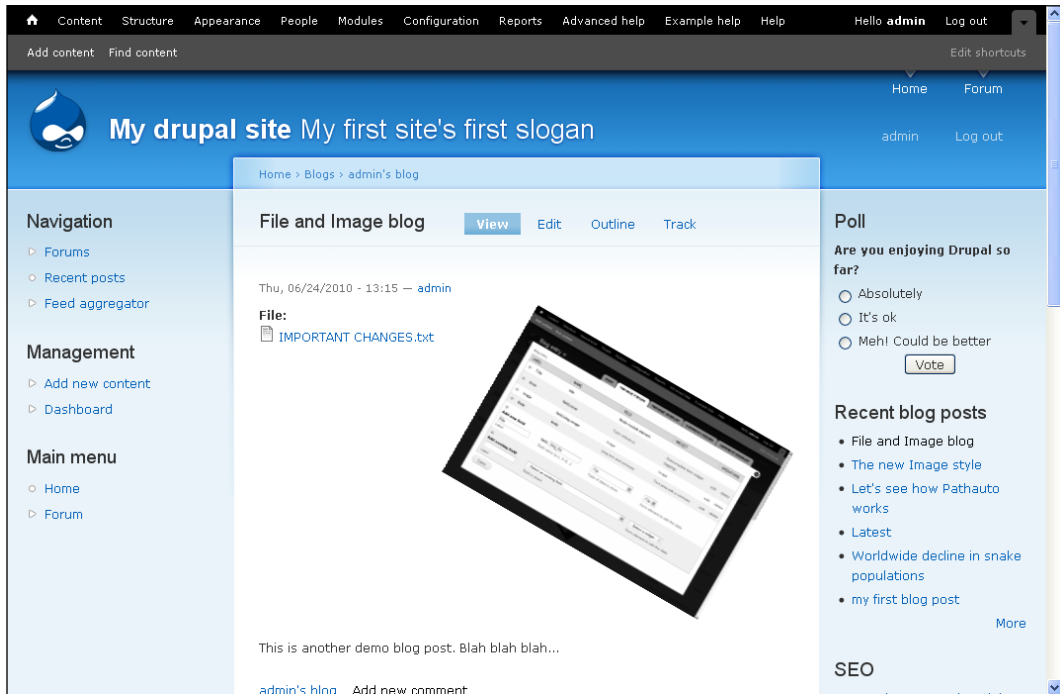 Content Structure Appearance People Modules Configuration Reports Advanced help Example help Help Hello admin Log out
Add content Find content Edit shortcuts
Home Forum
My drupal site My first site's first slogan
admin Log out
Home › Blogs › admin's blog
Navigation
Forums
Recent posts
Feed aggregator
Management
Add new content
Dashboard
Main menu
Home
Forum
File and Image blog View Edit Outline Track
Thu, 06/24/2010 - 13:15 — admin
File:
IMPORTANT CHANGES.txt
This is another demo blog post. Blah blah blah...
admin's blog Add new comment
Poll
Are you enjoying Drupal so
far?
Absolutely
It's ok
Meh! Could be better
Vote
Recent blog posts
File and Image blog
The new Image style
Let's see how Pathauto
works
Latest
Worldwide decline in snake
populations
my first blog post
More
SEO